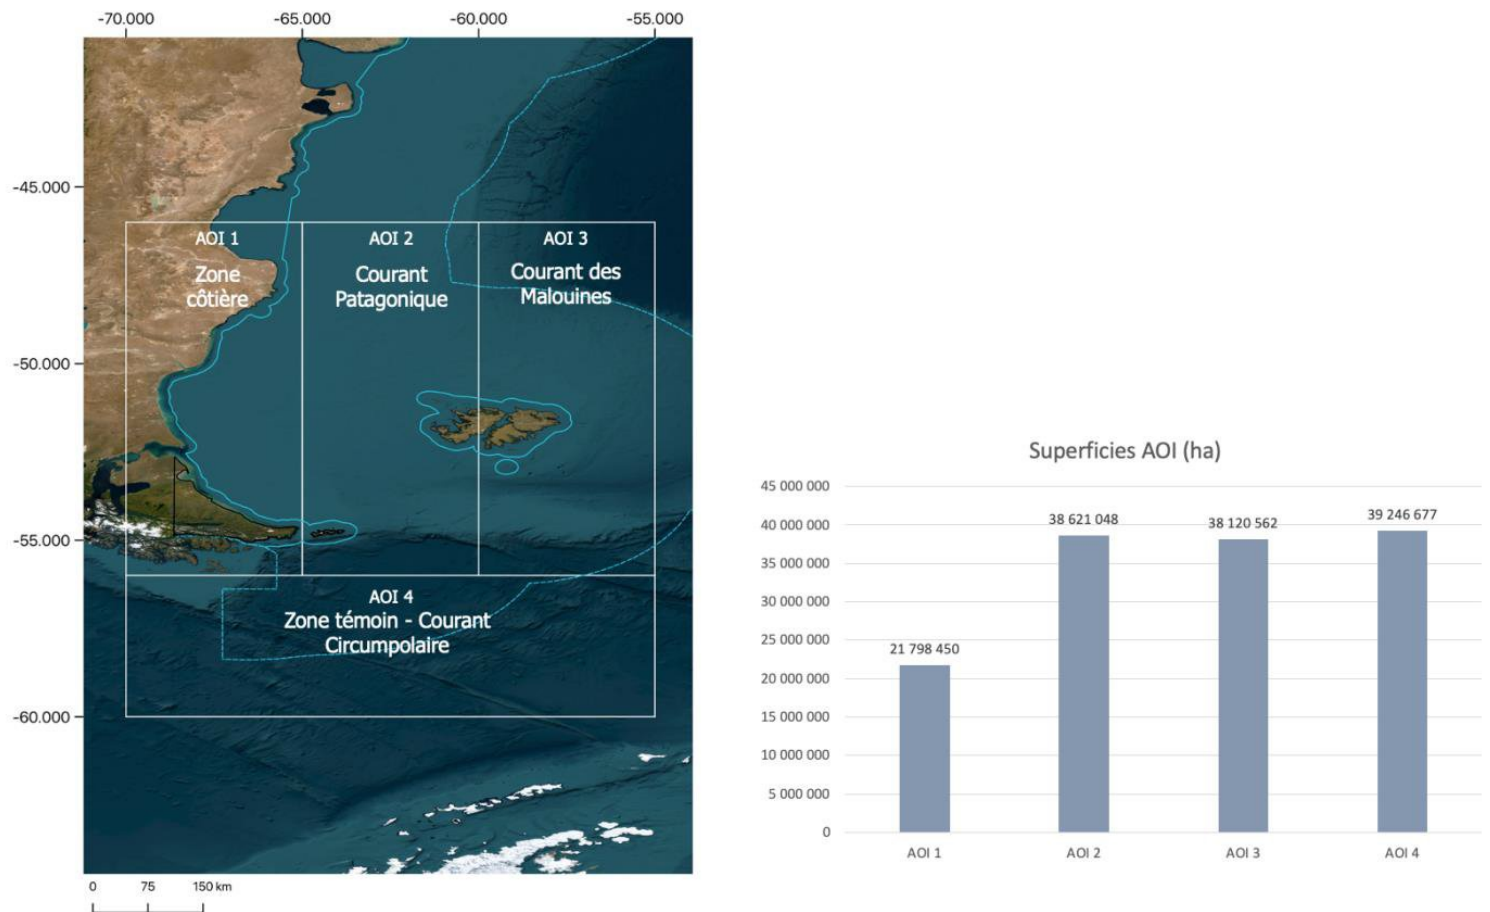 -70.000 -65.000 -60.000 -55.000
-45.000
-50.000
-55.000
-60.000
AOI 1
Zone
côtière
AOI 2
Courant
Patagonique
AOI 3
Courant des
Malouines
AOI 4
Zone témoin - Courant
Circumpolaire
0 75 150 km
Superficies AOI (ha)
45 000 000
40 000 000
35 000 000
30 000 000
25 000 000
20 000 000
15 000 000
10 000 000
5 000 000
0
21 798 450
38 621 048
38 120 562
39 246 677
AOI 1 AOI 2 AOI 3 AOI 4